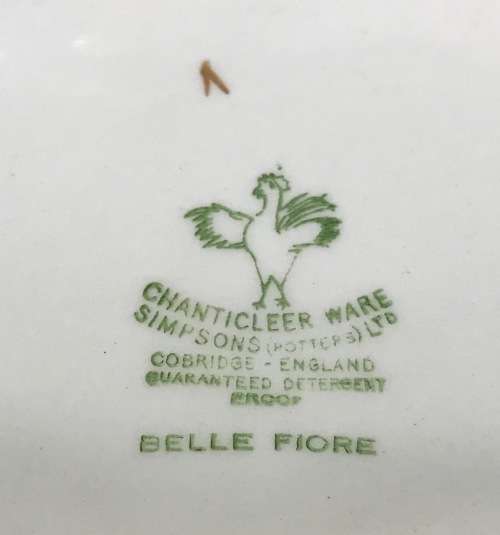 CHANTICLEER WARE
SIMPSONS (POTTERS) LTD
COBRIDGE - ENGLAND
GUARANTEED DETERGENT
PROOF
BELLE FIORE